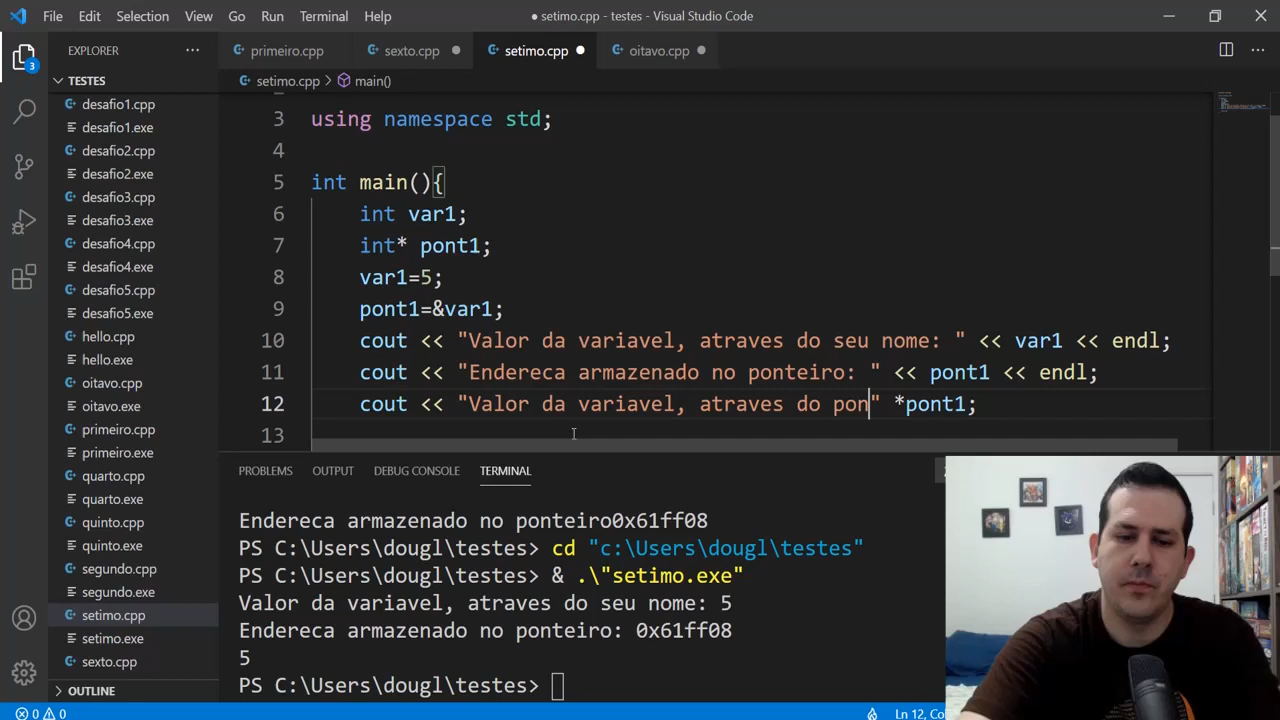 File Edit Selection View Go Run Terminal Help
● setimo.cpp - testes - Visual Studio Code
EXPLORER
primeiro.cpp
sexto.cpp
setimo.cpp
oitavo.cpp
TESTES
setimo.cpp > main()
desafio1.cpp
desafio1.exe
desafio2.cpp
desafio2.exe
desafio3.cpp
desafio3.exe
desafio4.cpp
desafio4.exe
desafio5.cpp
desafio5.exe
hello.cpp
hello.exe
oitavo.cpp
oitavo.exe
primeiro.cpp
primeiro.exe
quarto.cpp
quarto.exe
quinto.cpp
quinto.exe
segundo.cpp
segundo.exe
setimo.cpp
setimo.exe
sexto.cpp
OUTLINE
3 using namespace std;
4
5 int main(){
6 int var1;
7 int* pont1;
8 var1=5;
9 pont1=&var1;
10 cout << "Valor da variavel, atraves do seu nome: " << var1 << endl;
11 cout << "Endereca armazenado no ponteiro: " << pont1 << endl;
12 cout << "Valor da variavel, atraves do pon" *pont1;
13
PROBLEMS OUTPUT DEBUG CONSOLE TERMINAL
Endereca armazenado no ponteiro0x61ff08
PS C:\Users\dougl\testes> cd "c:\Users\dougl\testes"
PS C:\Users\dougl\testes> & .\"setimo.exe"
Valor da variavel, atraves do seu nome: 5
Endereca armazenado no ponteiro: 0x61ff08
5
PS C:\Users\dougl\testes>
3
0 0
Ln 12,